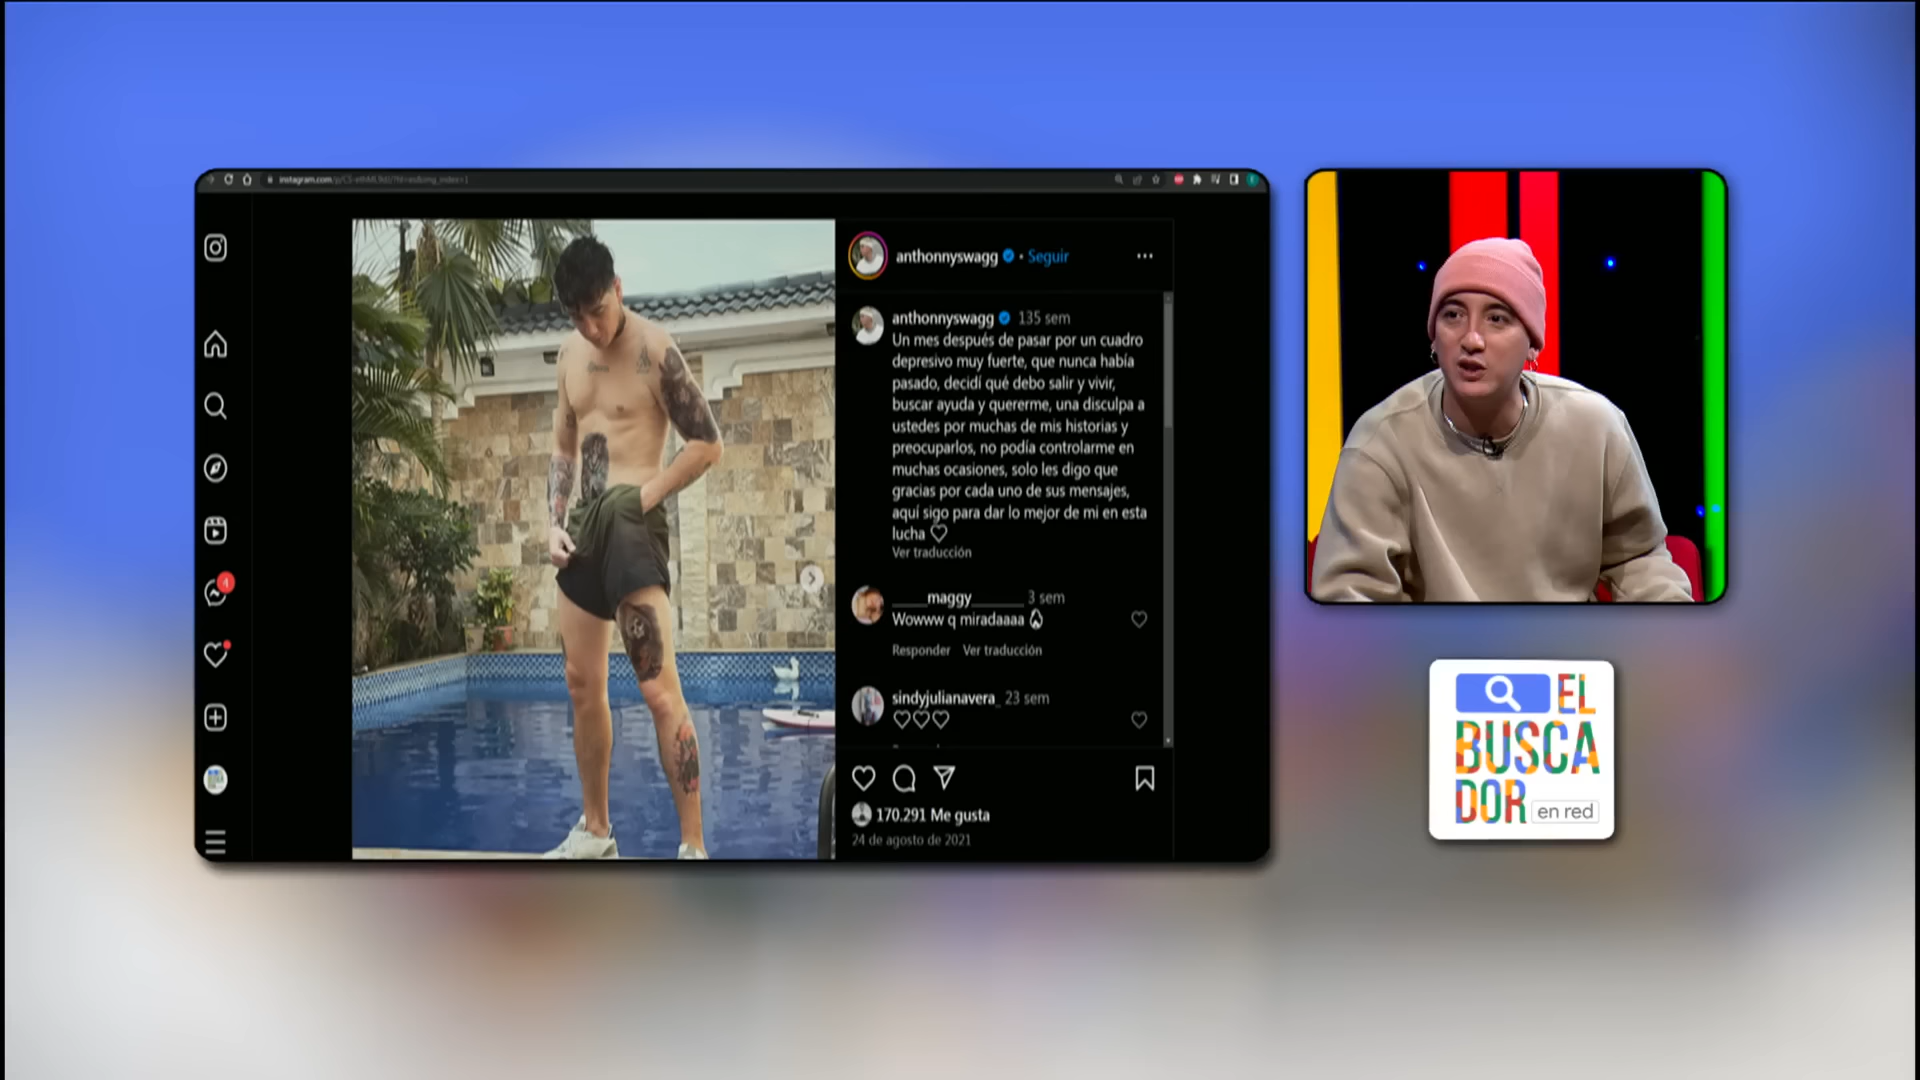 instagram.com
anthonnyswagg • Seguir
anthonnyswagg 135 sem
Un mes después de pasar por un cuadro
depresivo muy fuerte, que nunca había
pasado, decidí qué debo salir y vivir,
buscar ayuda y quererme, una disculpa a
ustedes por muchas de mis historias y
preocuparlos, no podía controlarme en
muchas ocasiones, solo les digo que
gracias por cada uno de sus mensajes,
aquí sigo para dar lo mejor de mi en esta
lucha
Ver traducción
____maggy______ 3 sem
Wowww q miradaaaa
Responder Ver traducción
sindyjulianavera_ 23 sem
170.291 Me gusta
24 de agosto de 2021
4
EL
BUSCA
DOR en red